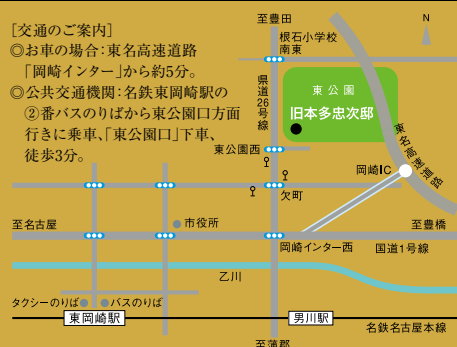 [交通のご案内]
◎お車の場合：東名高速道路
「岡崎インター」から約5分。
◎公共交通機関：名鉄東岡崎駅の
②番バスのりばから東公園口方面
行きに乗車、「東公園口」下車、
徒歩3分。
至豊田
N
根石小学校
南東
県道26号線
東公園
旧本多忠次邸
東名高速道路
東公園西
岡崎IC
欠町
至名古屋
市役所
至豊橋
岡崎インター西
国道1号線
乙川
タクシーのりば
バスのりば
東岡崎駅
男川駅
名鉄名古屋本線
至蒲郡